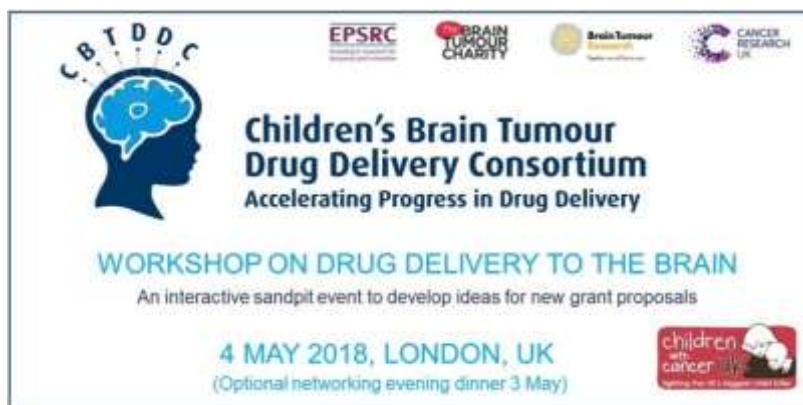 CBTDDC
EPSRC
THE BRAIN
TUMOUR
CHARITY
Brain Tumour
Research
CANCER
RESEARCH
UK
Children's Brain Tumour
Drug Delivery Consortium
Accelerating Progress in Drug Delivery
WORKSHOP ON DRUG DELIVERY TO THE BRAIN
An interactive sandpit event to develop ideas for new grant proposals
4 MAY 2018, LONDON, UK
(Optional networking evening dinner 3 May)
children
with
cancer UK